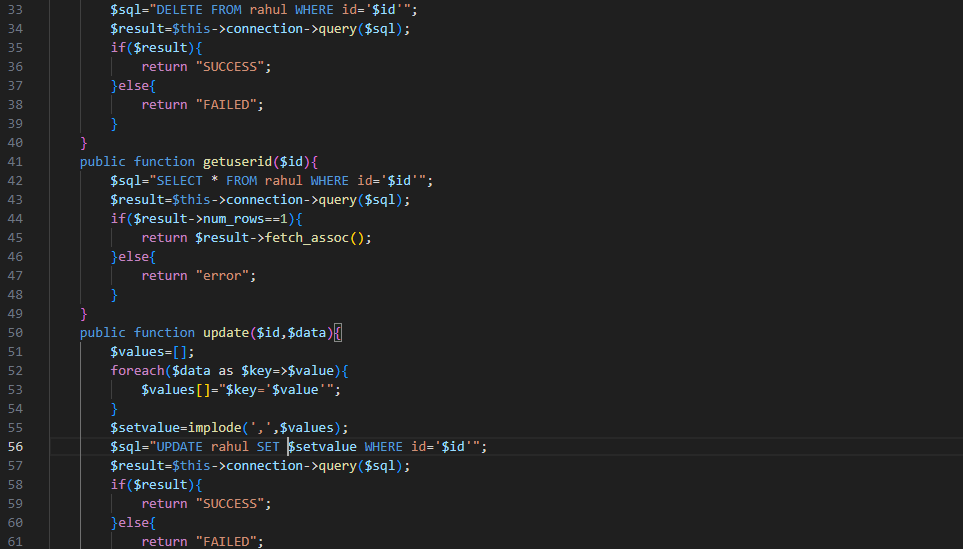 33 $sql="DELETE FROM rahul WHERE id='$id'";
34 $result=$this->connection->query($sql);
35 if($result){
36 return "SUCCESS";
37 }else{
38 return "FAILED";
39 }
40 }
41 public function getuserid($id){
42 $sql="SELECT * FROM rahul WHERE id='$id'";
43 $result=$this->connection->query($sql);
44 if($result->num_rows==1){
45 return $result->fetch_assoc();
46 }else{
47 return "error";
48 }
49 }
50 public function update($id,$data){
51 $values=[];
52 foreach($data as $key=>$value){
53 $values[]="$key='$value'";
54 }
55 $setvalue=implode(',',$values);
56 $sql="UPDATE rahul SET $setvalue WHERE id='$id'";
57 $result=$this->connection->query($sql);
58 if($result){
59 return "SUCCESS";
60 }else{
61 return "FAILED";